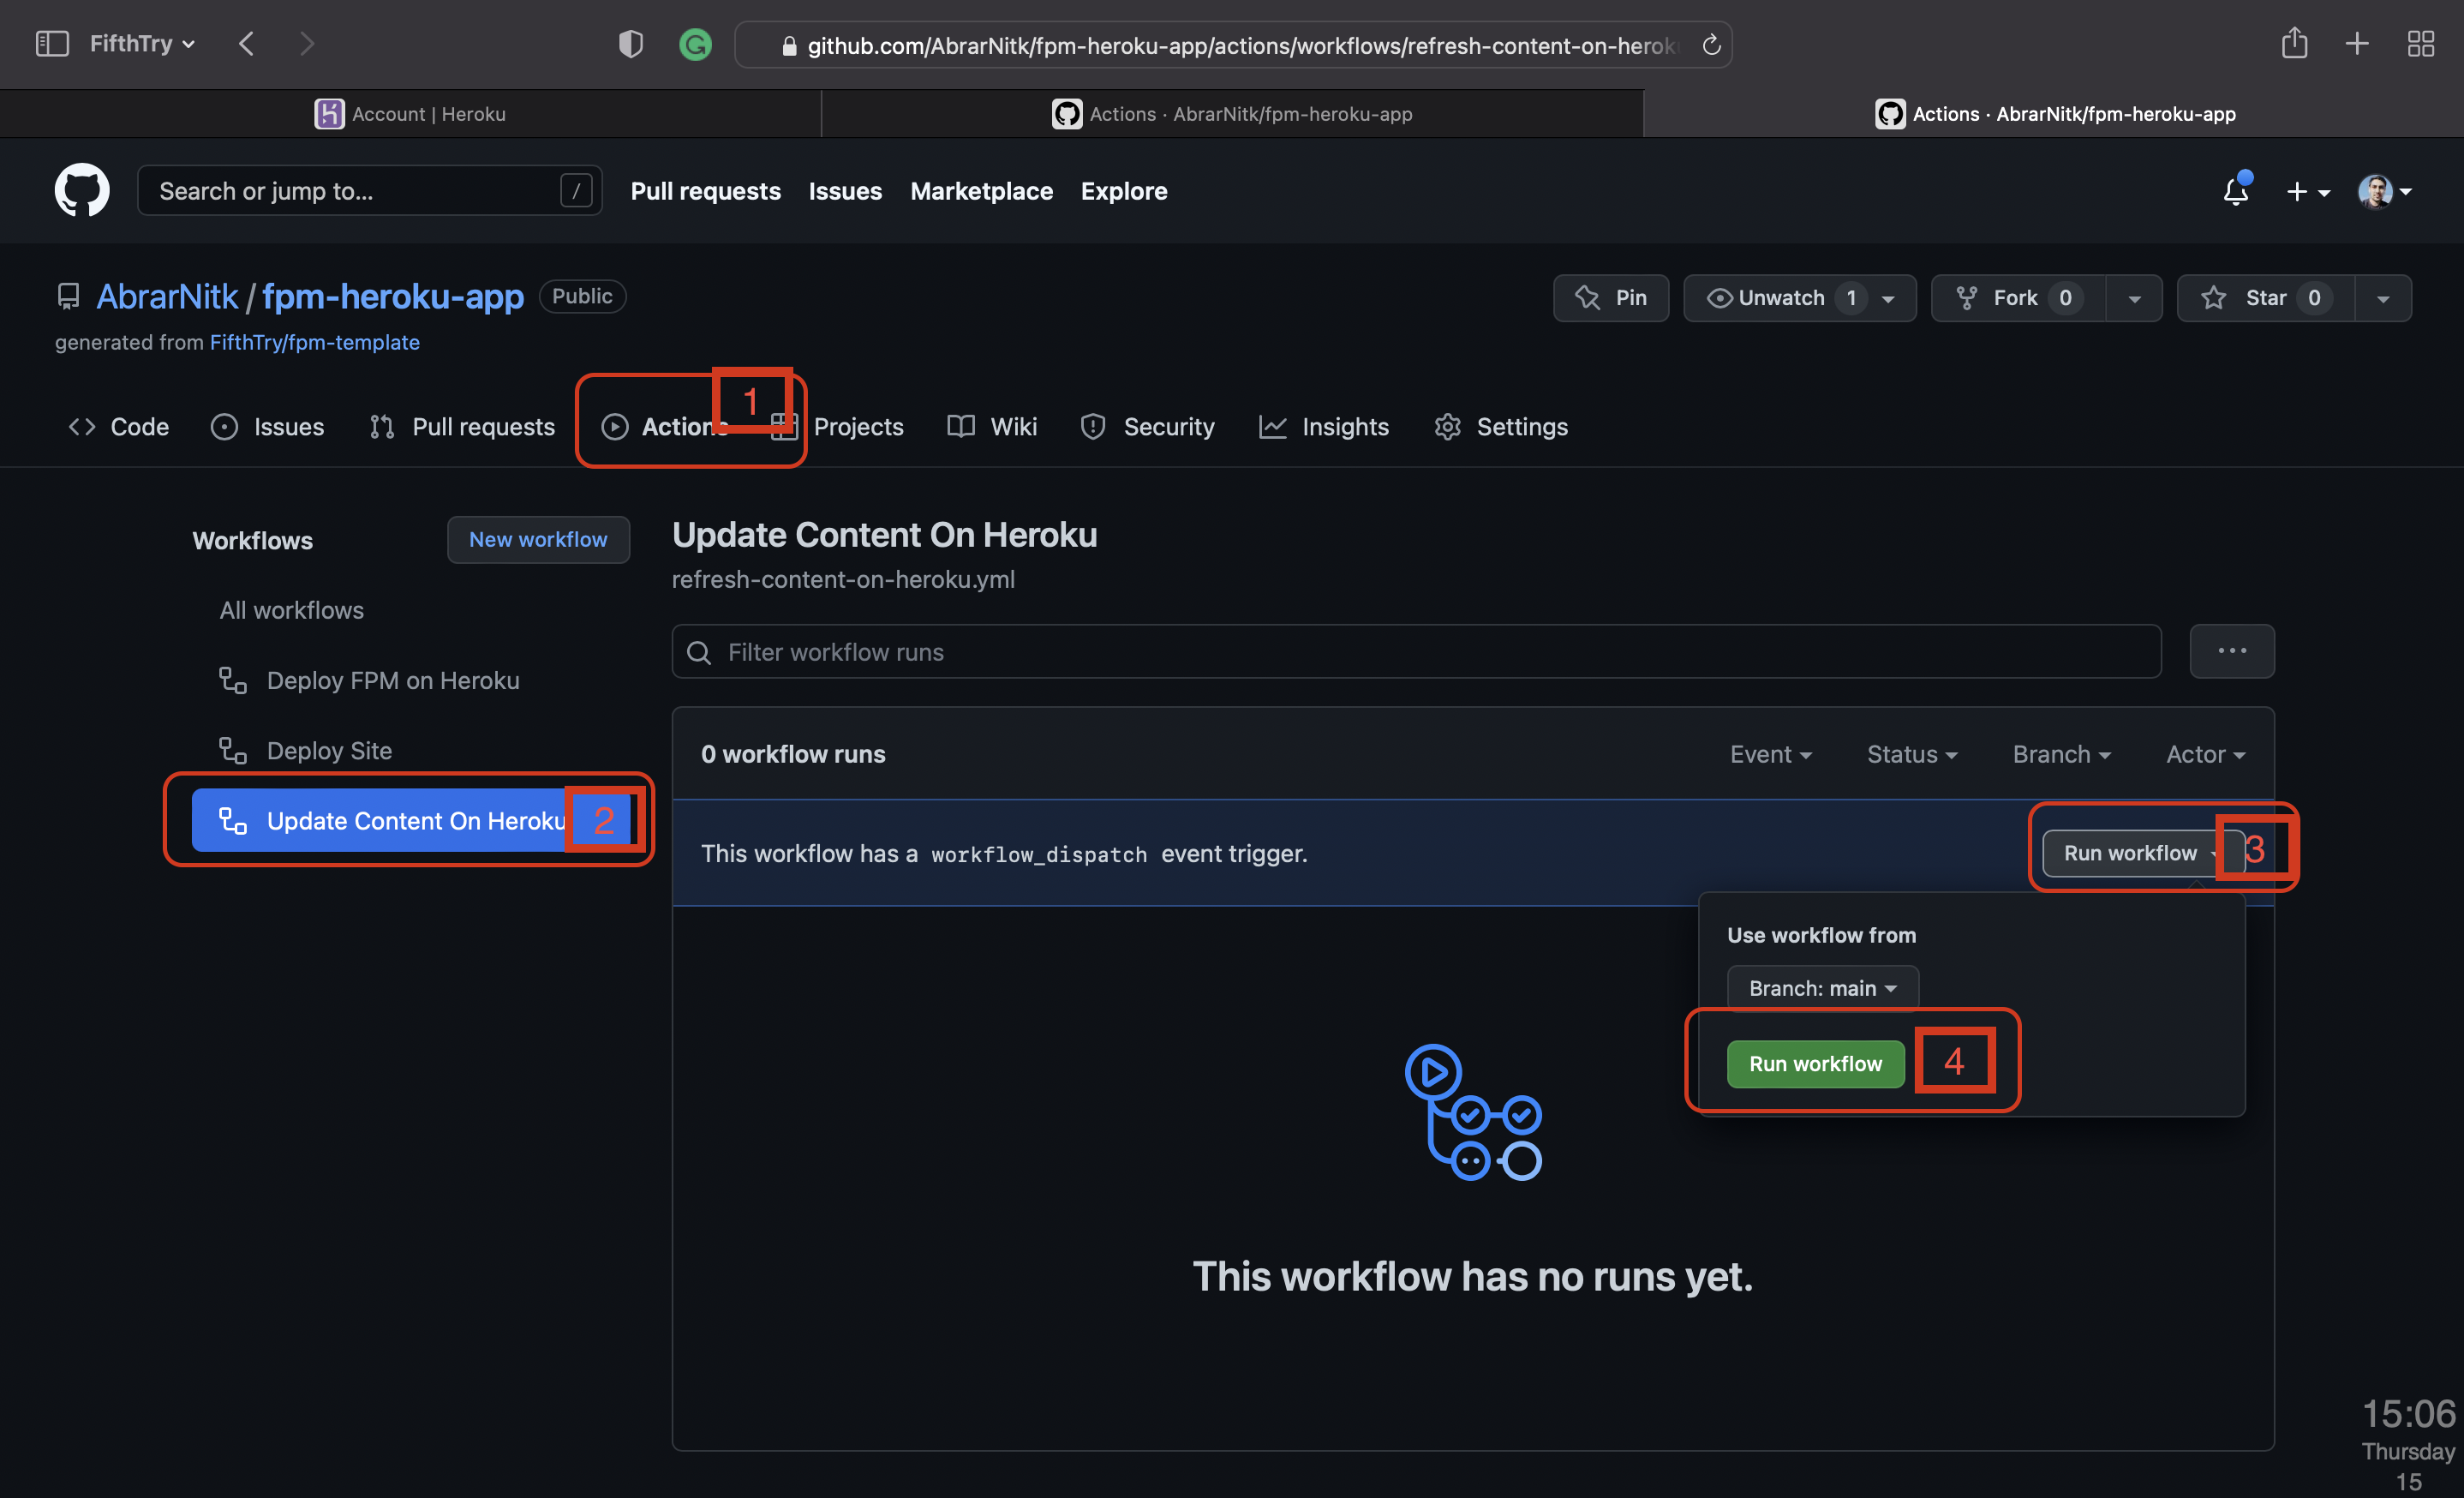 FifthTry
github.com/AbrarNitk/fpm-heroku-app/actions/workflows/refresh-content-on-herok
Account | Heroku
Actions · AbrarNitk/fpm-heroku-app
Actions · AbrarNitk/fpm-heroku-app
Search or jump to... /
Pull requests Issues Marketplace Explore
AbrarNitk / fpm-heroku-app Public
Pin Unwatch 1 Fork 0 Star 0
generated from FifthTry/fpm-template
1
Code Issues Pull requests Actions Projects Wiki Security Insights Settings
Workflows
New workflow
All workflows
Deploy FPM on Heroku
Deploy Site
Update Content On Heroku 2
Update Content On Heroku
refresh-content-on-heroku.yml
Filter workflow runs
0 workflow runs
Event Status Branch Actor
This workflow has a workflow_dispatch event trigger.
Run workflow 3
Use workflow from
Branch: main
Run workflow 4
This workflow has no runs yet.
15:06
Thursday
15